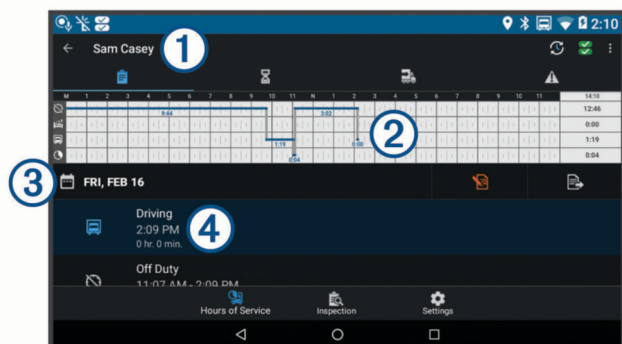 2:10
Sam Casey
1
M 1 2 3 4 5 6 7 8 9 10 11 N 1 2 3 4 5 6 7 8 9 10 11 14:10
9:44 3:02 12:46
0:00
1:19 0:00 1:19
0:04 0:04
2
3
FRI, FEB 16
Driving
2:09 PM
0 hr. 0 min.
4
Off Duty
11:07 AM - 2:09 PM
Hours of Service Inspection Settings